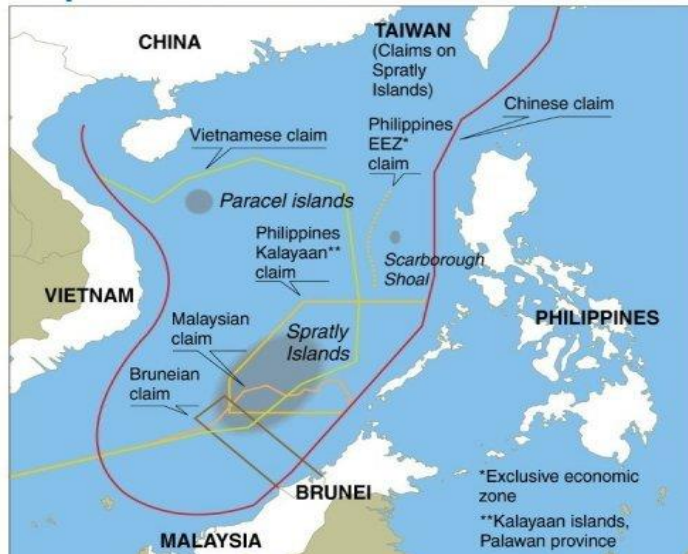 CHINA
TAIWAN
(Claims on
Spratly
Islands)
Chinese claim
Vietnamese claim
Philippines
EEZ*
claim
Paracel islands
Philippines
Kalayaan**
claim
Scarborough
Shoal
VIETNAM
Malaysian
claim
Spratly
Islands
PHILIPPINES
Bruneian
claim
*Exclusive economic
zone
BRUNEI
**Kalayaan islands,
Palawan province
MALAYSIA